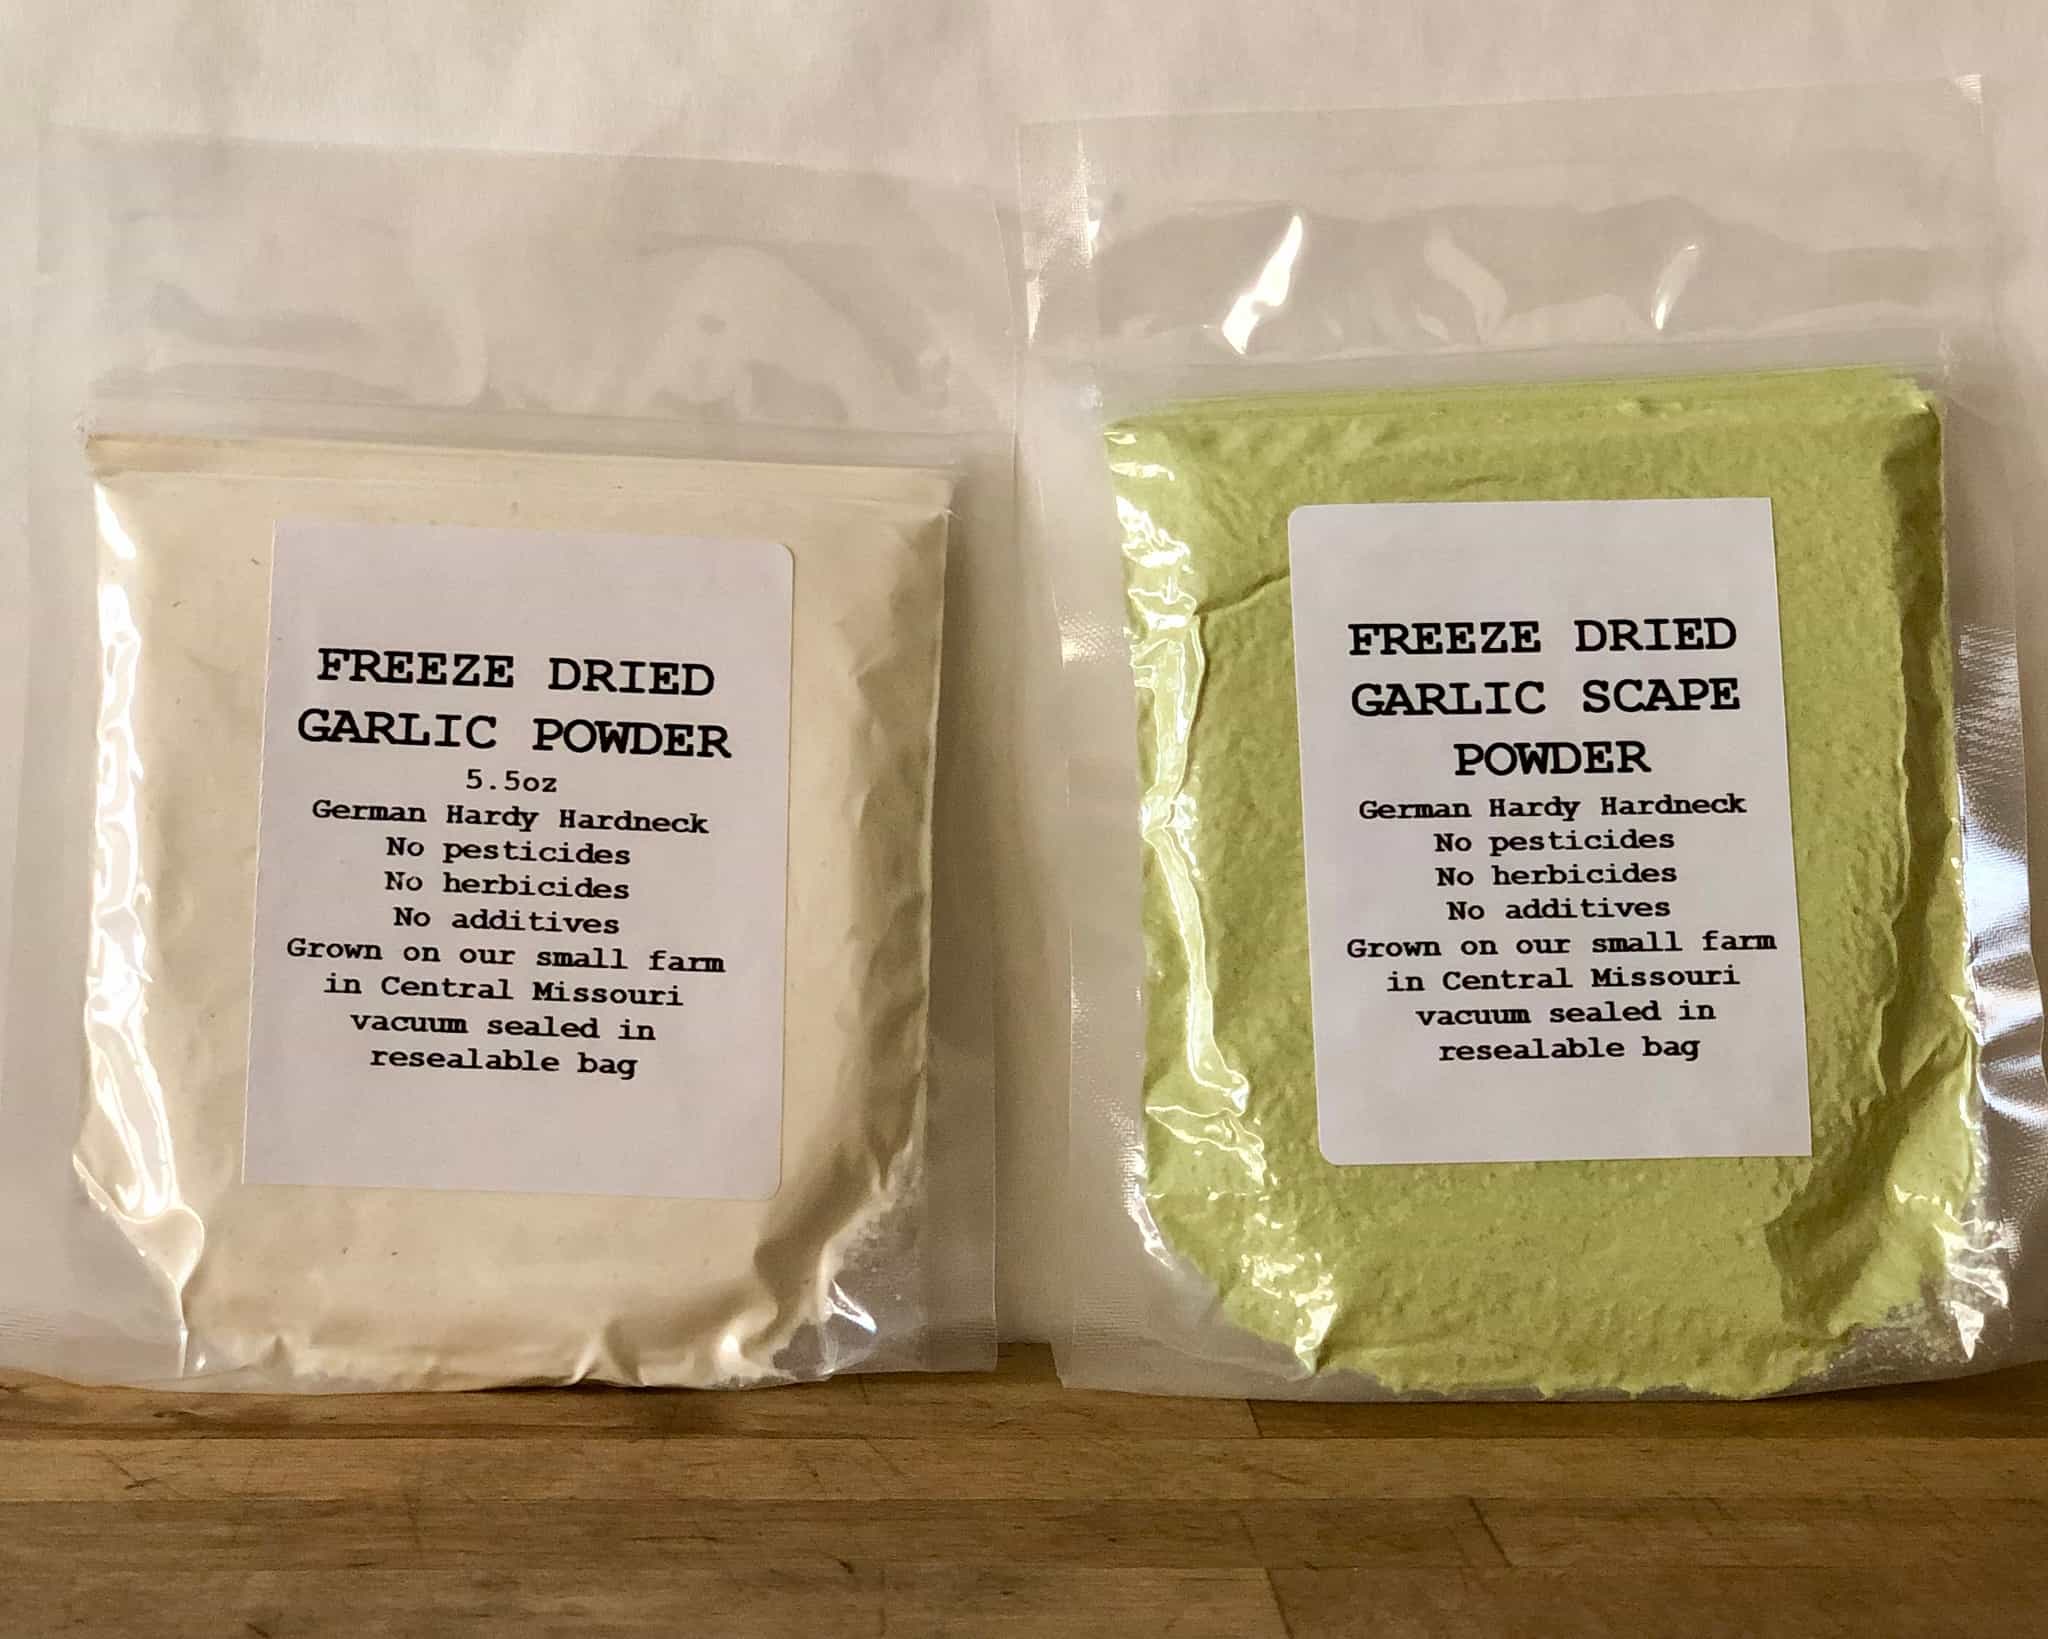 FREEZE DRIED
GARLIC POWDER
5.5oz
German Hardy Hardneck
No pesticides
No herbicides
No additives
Grown on our small farm
in Central Missouri
vacuum sealed in
resealable bag
FREEZE DRIED
GARLIC SCAPE
POWDER
German Hardy Hardneck
No pesticides
No herbicides
No additives
Grown on our small farm
in Central Missouri
vacuum sealed in
resealable bag